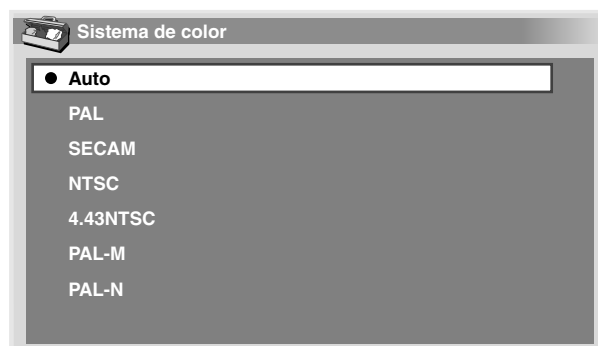 Sistema de color
Auto
PAL
SECAM
NTSC
4.43NTSC
PAL-M
PAL-N